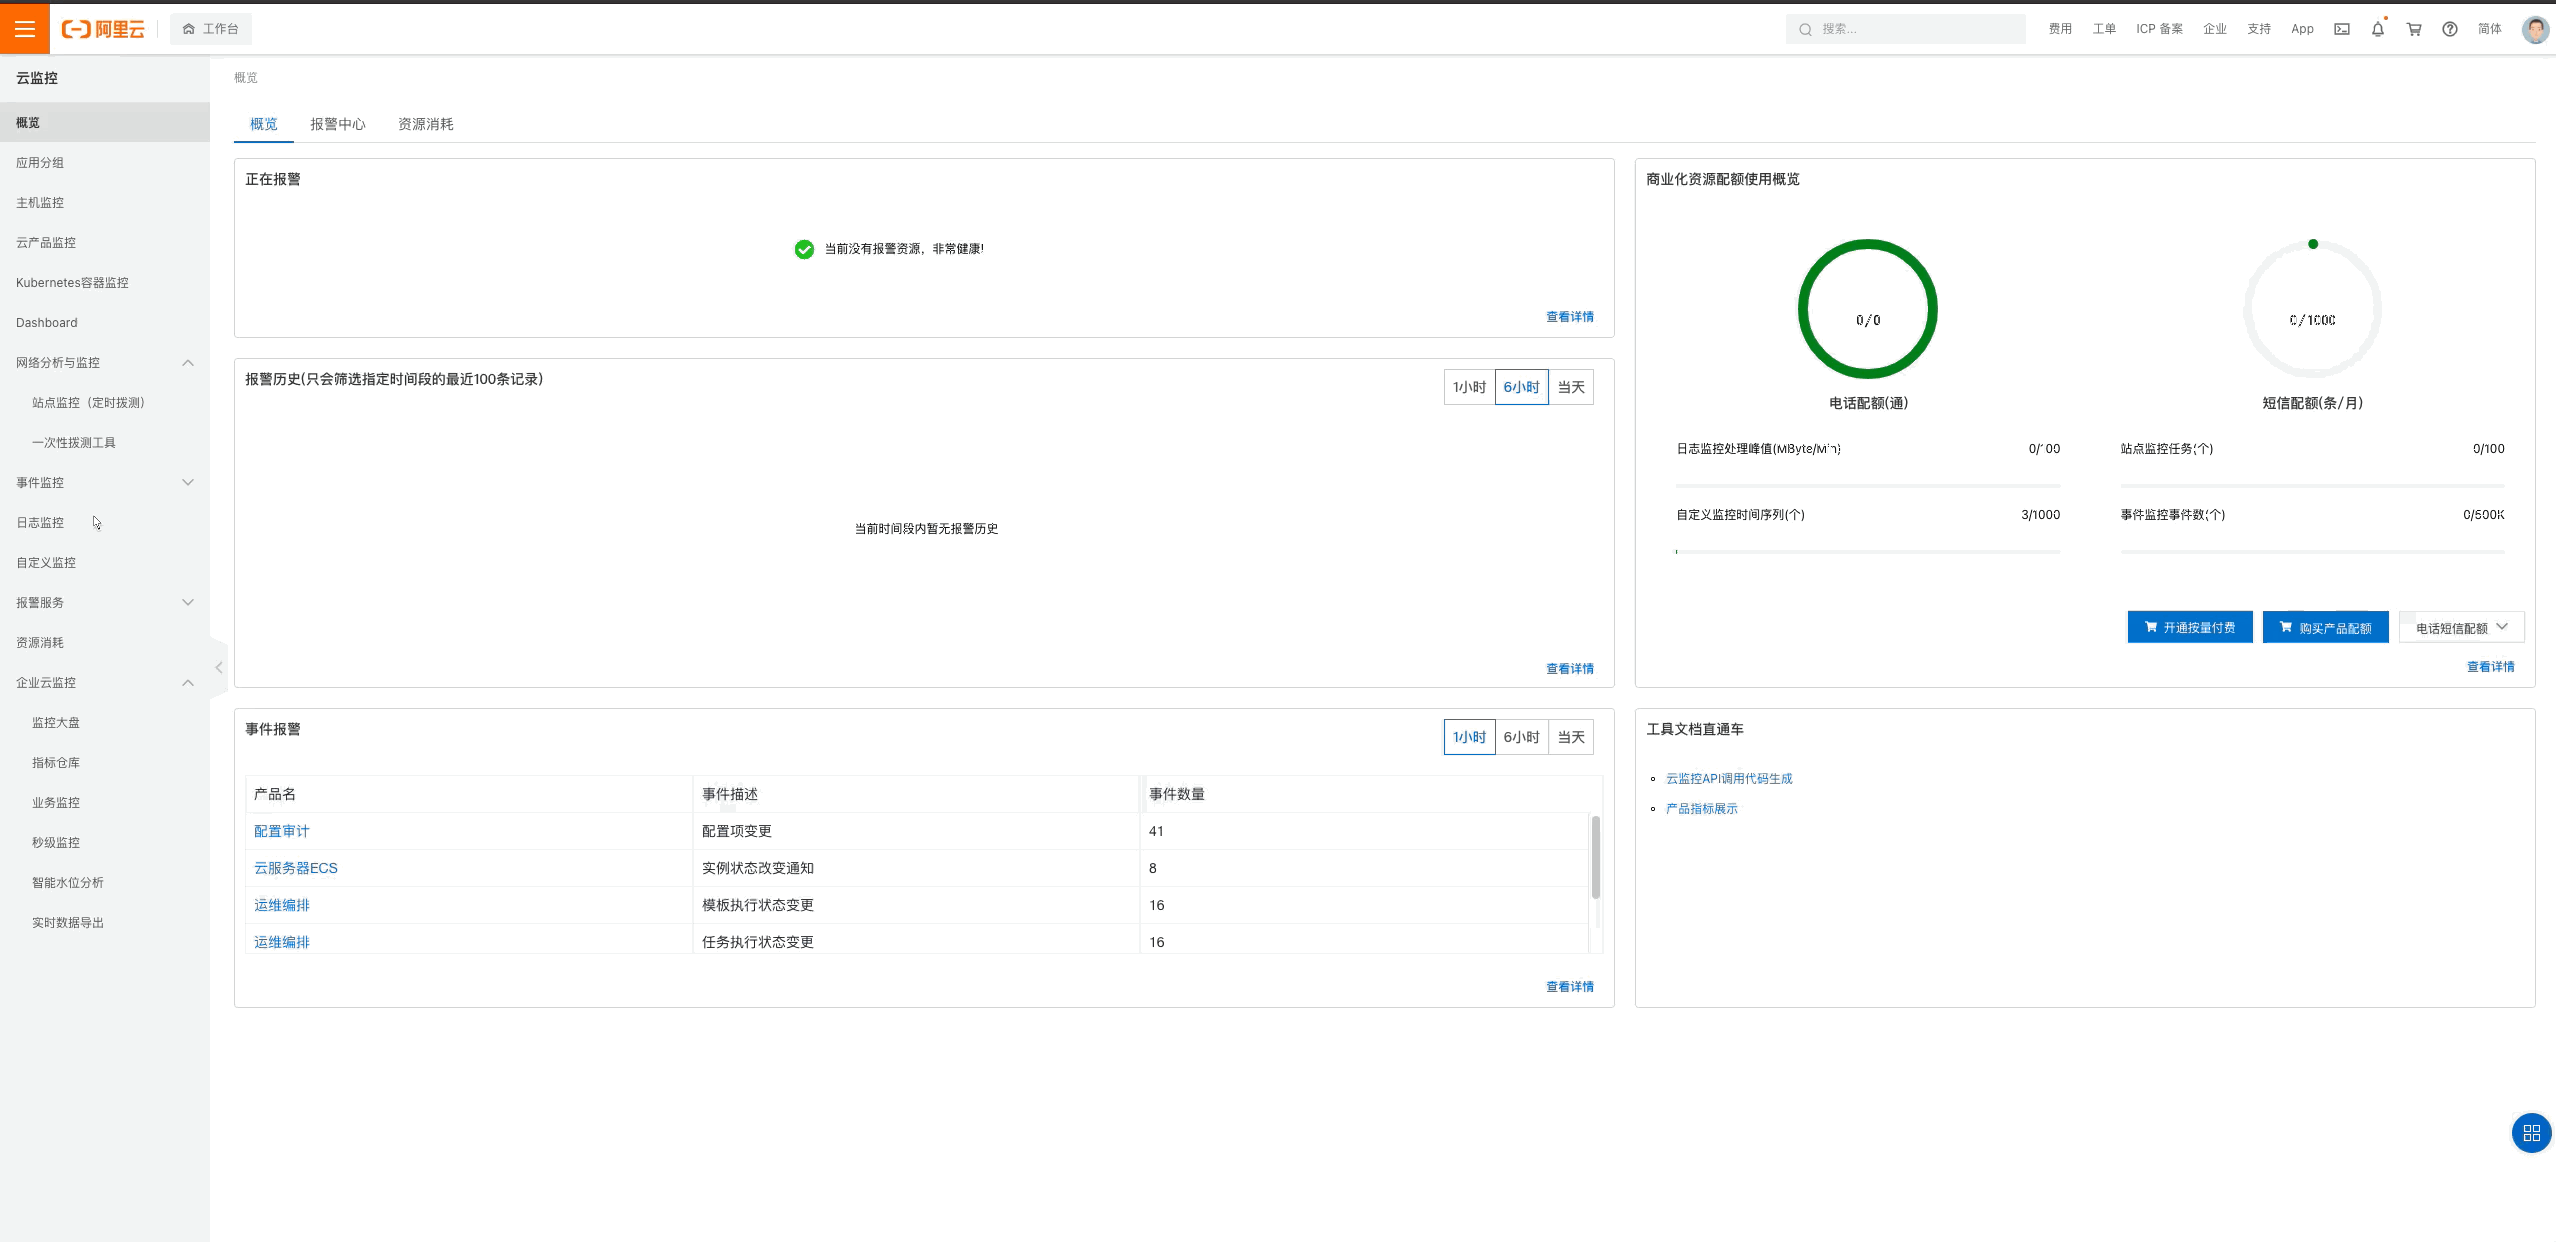 阿里云
工作台
搜索...
费用
工单
ICP 备案
企业
支持
App
简体
云监控
概览
应用分组
主机监控
云产品监控
Kubernetes容器监控
Dashboard
网络分析与监控
站点监控（定时拨测）
一次性拨测工具
事件监控
日志监控
自定义监控
报警服务
资源消耗
企业云监控
监控大盘
指标仓库
业务监控
秒级监控
智能水位分析
实时数据导出
概览
概览
报警中心
资源消耗
正在报警
当前没有报警资源，非常健康!
查看详情
报警历史(只会筛选指定时间段的最近100条记录)
1小时
6小时
当天
当前时间段内暂无报警历史
查看详情
事件报警
1小时
6小时
当天
产品名 事件描述 事件数量
配置审计 配置项变更 41
云服务器ECS 实例状态改变通知 8
运维编排 模板执行状态变更 16
运维编排 任务执行状态变更 16
查看详情
商业化资源配额使用概览
0/0
0/1000
电话配额(通)
短信配额(条/月)
日志监控处理峰值(MByte/Min) 0/100
站点监控任务(个) 0/100
自定义监控时间序列(个) 3/1000
事件监控事件数(个) 0/500K
开通按量付费
购买产品配额
电话短信配额
查看详情
工具文档直通车
云监控API调用代码生成
产品指标展示